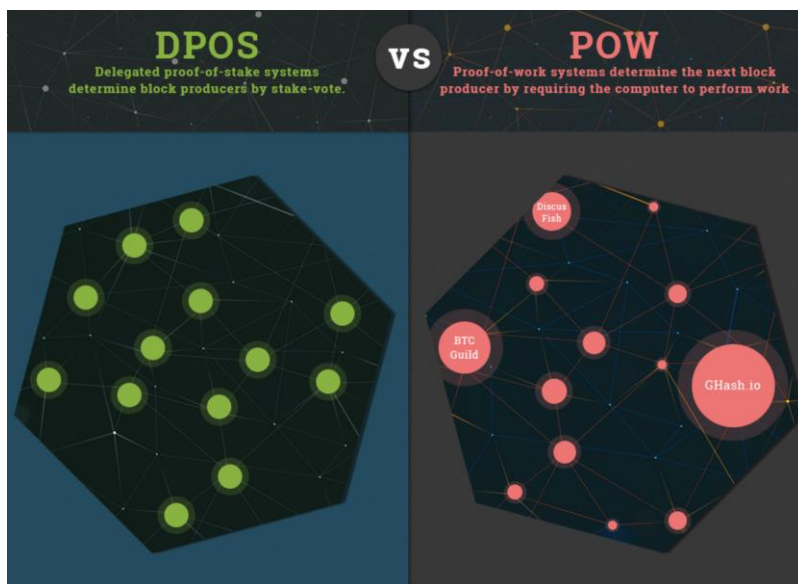 DPOS
Delegated proof-of-stake systems
determine block producers by stake-vote.
VS
POW
Proof-of-work systems determine the next block
producer by requiring the computer to perform work
Discus
Fish
BTC
Guild
GHash.io